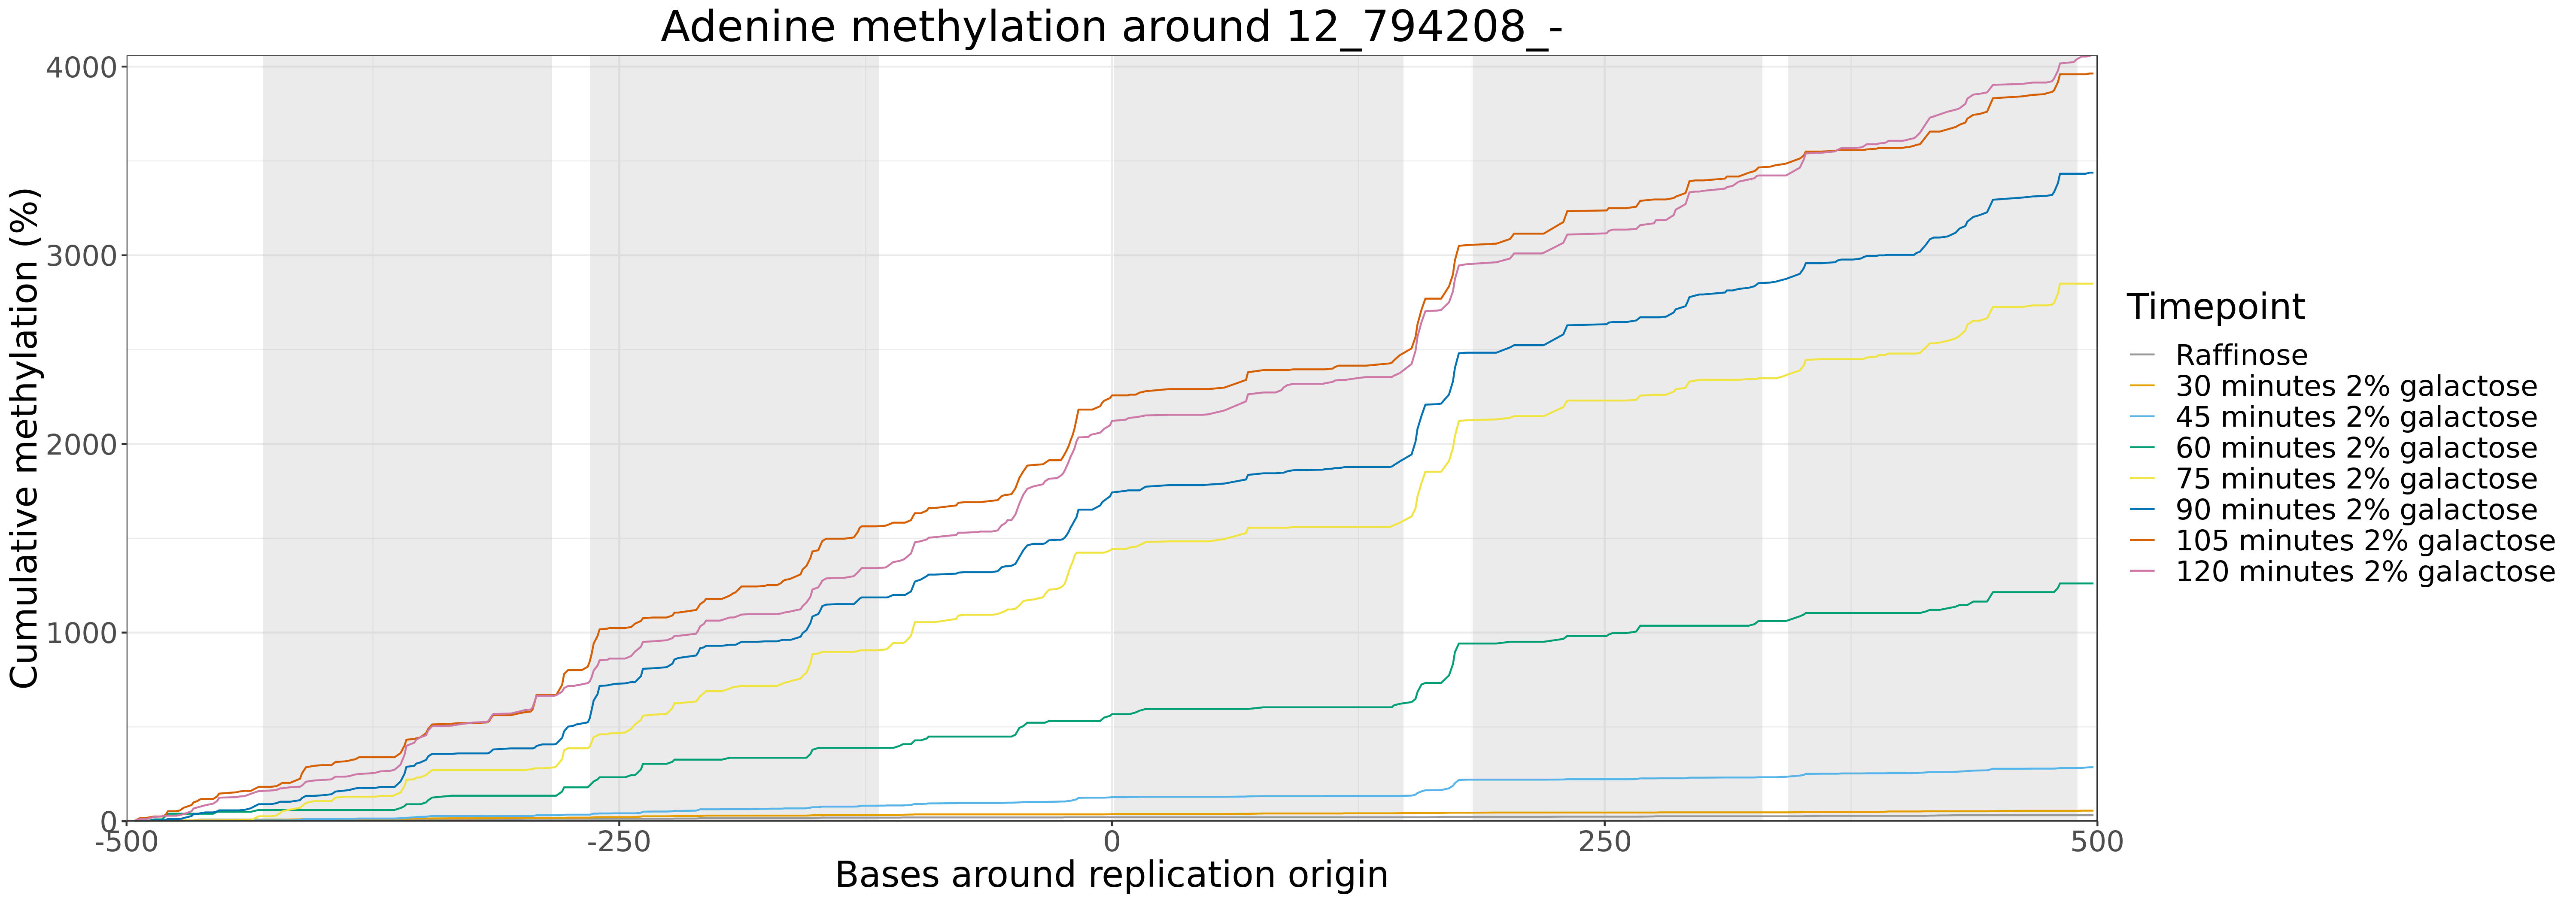 Adenine methylation around 12_794208_-
Cumulative methylation (%)
4000
3000
2000
1000
0
-500
-250
0
250
500
Bases around replication origin
Timepoint
Raffinose
30 minutes 2% galactose
45 minutes 2% galactose
60 minutes 2% galactose
75 minutes 2% galactose
90 minutes 2% galactose
105 minutes 2% galactose
120 minutes 2% galactose